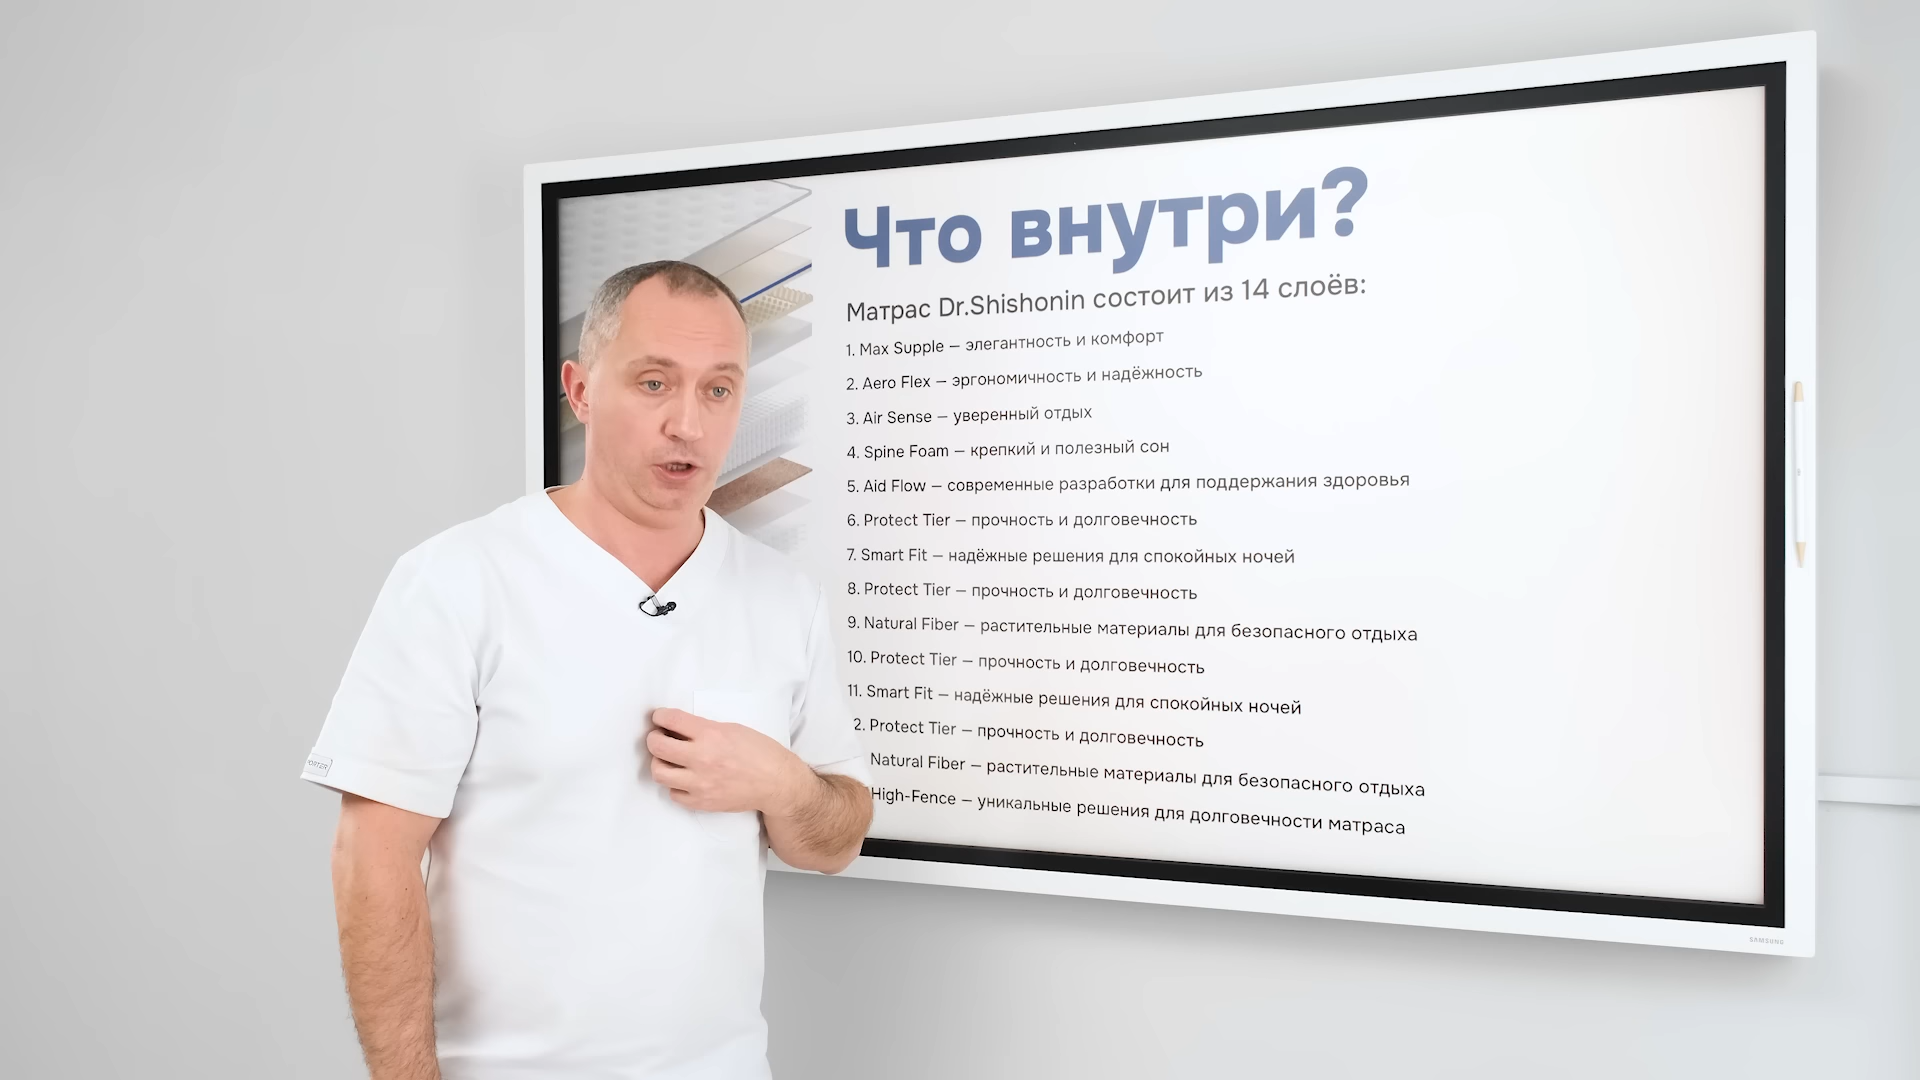 Что внутри?
Матрас Dr.Shishonin состоит из 14 слоёв:
1. Max Supple – элегантность и комфорт
2. Aero Flex – эргономичность и надёжность
3. Air Sense – уверенный отдых
4. Spine Foam – крепкий и полезный сон
5. Aid Flow – современные разработки для поддержания здоровья
6. Protect Tier – прочность и долговечность
7. Smart Fit – надёжные решения для спокойных ночей
8. Protect Tier – прочность и долговечность
9. Natural Fiber – растительные материалы для безопасного отдыха
10. Protect Tier – прочность и долговечность
11. Smart Fit – надёжные решения для спокойных ночей
2. Protect Tier – прочность и долговечность
Natural Fiber – растительные материалы для безопасного отдыха
High-Fence – уникальные решения для долговечности матраса
SAMSUNG